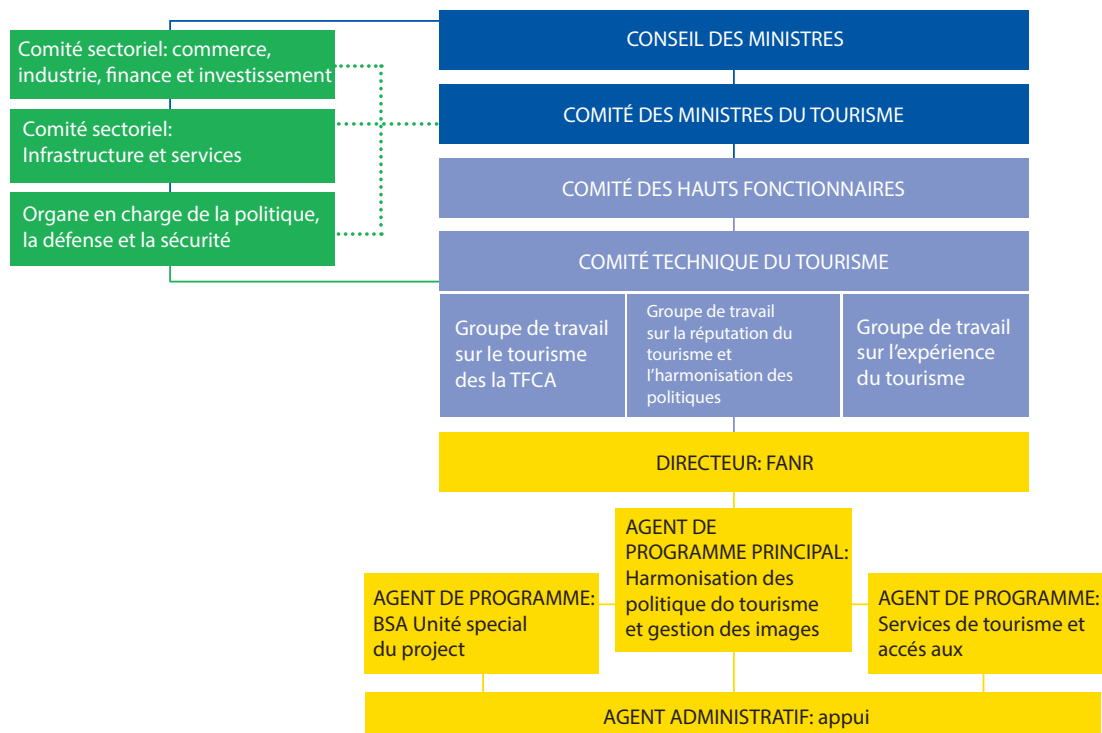 CONSEIL DES MINISTRES
Comité sectoriel: commerce,
industrie, finance et investissement
COMITÉ DES MINISTRES DU TOURISME
Comité sectoriel:
Infrastructure et services
COMITÉ DES HAUTS FONCTIONNAIRES
Organe en charge de la politique,
la défense et la sécurité
COMITÉ TECHNIQUE DU TOURISME
Groupe de travail
sur le tourisme
des la TFCA
Groupe de travail
sur la réputation du
tourisme et
l'harmonisation des
politiques
Groupe de travail
sur l'expérience
du tourisme
DIRECTEUR: FANR
AGENT DE
PROGRAMME PRINCIPAL:
Harmonisation des
politique do tourisme
et gestion des images
AGENT DE PROGRAMME:
BSA Unité special
du project
AGENT DE PROGRAMME:
Services de tourisme et
accés aux
AGENT ADMINISTRATIF: appui